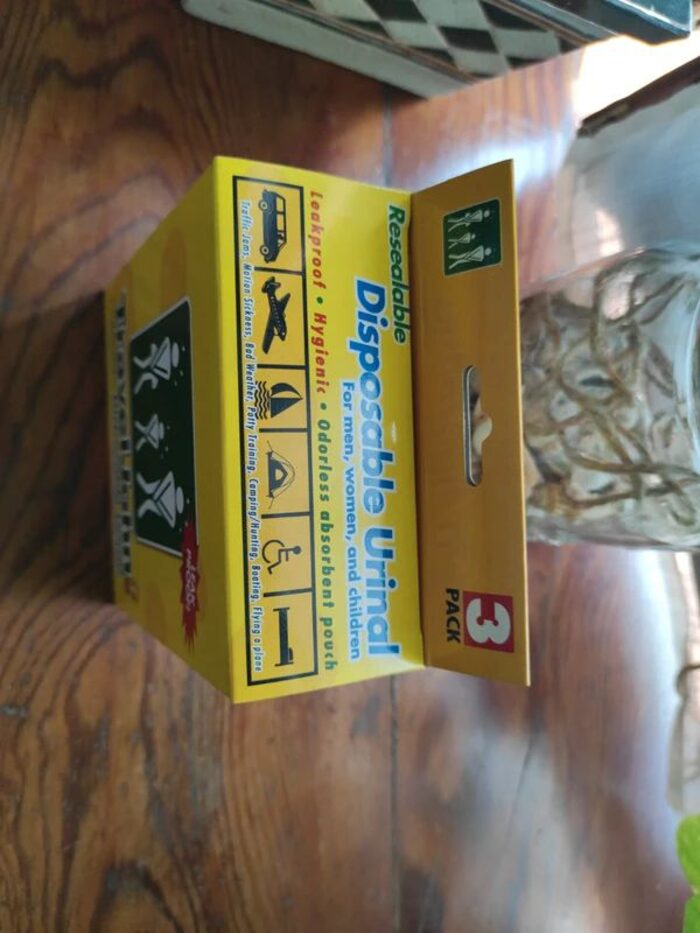 3
PACK
Resealable
Disposable Urinal
For men, women, and children
Leakproof • Hygienic • Odorless absorbent pouch
Traffic Jams, Motion Sickness, Bad Weather, Potty Training, Camping/Hunting, Boating, Flying a plane